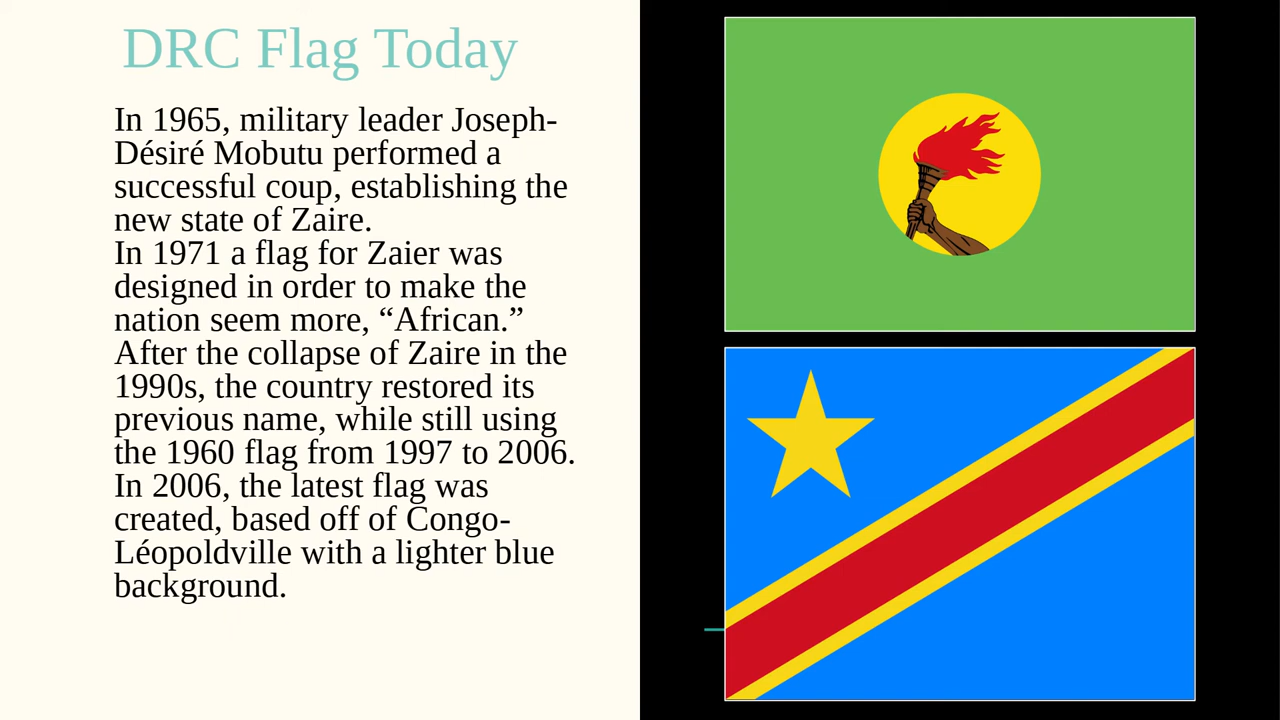 DRC Flag Today
In 1965, military leader Joseph-
Désiré Mobutu performed a
successful coup, establishing the
new state of Zaire.
In 1971 a flag for Zaier was
designed in order to make the
nation seem more, “African.”
After the collapse of Zaire in the
1990s, the country restored its
previous name, while still using
the 1960 flag from 1997 to 2006.
In 2006, the latest flag was
created, based off of Congo-
Léopoldville with a lighter blue
background.